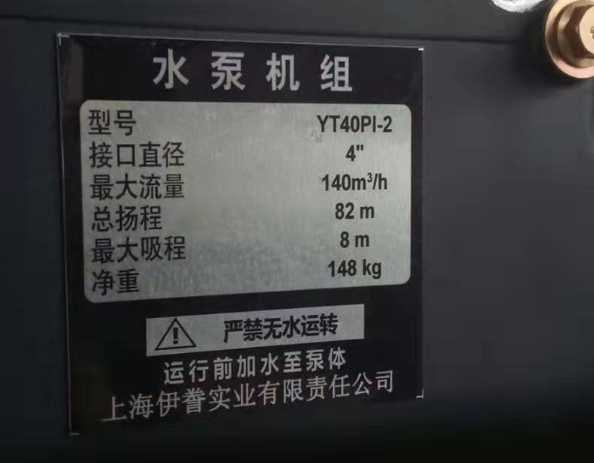 水泵机组
型号 YT40PI-2
接口直径 4"
最大流量 140m³/h
总扬程 82 m
最大吸程 8 m
净重 148 kg
严禁无水运转
运行前加水至泵体
上海伊誊实业有限责任公司